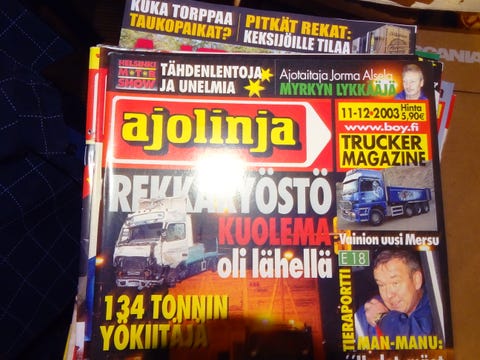 KUKA TORPPAA
TAUKOPAIKAT?
PITKÄT REKAT:
KEKSIJÖILLE TILAA
SCANIA
HELSINKI
MOTOR
SHOW
TÄHDENLENTOJA
JA UNELMIA
Ajotaitaja Jorma Alsela
MYRKYN LYKKÄÄJÄ
ajolinja
11-12•2003
Hinta
5,90€
www.boy.fi
TRUCKER
MAGAZINE
REKKARYÖSTÖ
KUOLEMA
oli lähellä
Vainion uusi Mersu
134 TONNIN
YÖKIITÄJÄ
E 18
TIERAPORTTI
MAN-MANU: